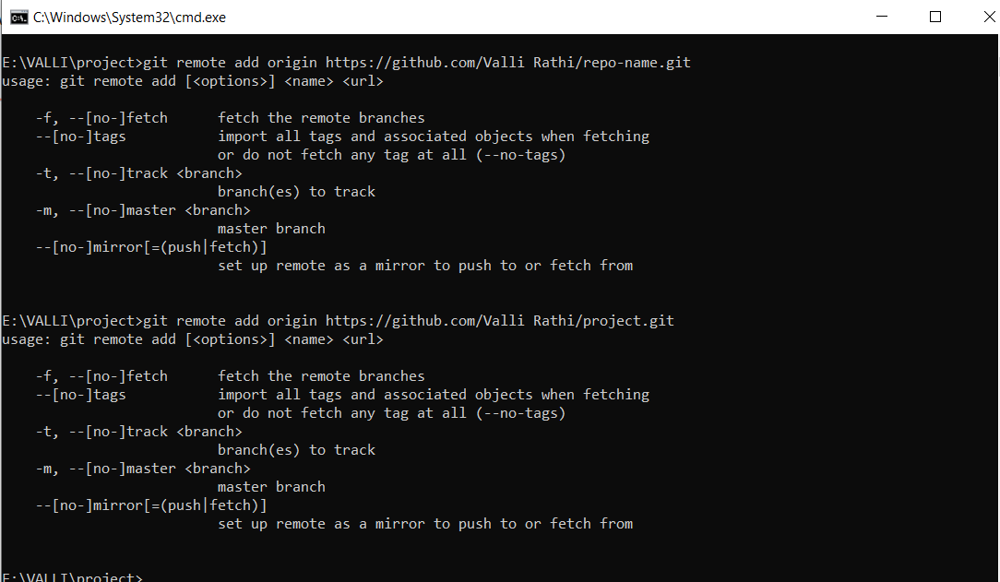 C:\Windows\System32\cmd.exe
E:\VALLI\project>git remote add origin https://github.com/Valli Rathi/repo-name.git
usage: git remote add [<options>] <name> <url>
-f, --[no-]fetch fetch the remote branches
--[no-]tags import all tags and associated objects when fetching
or do not fetch any tag at all (--no-tags)
-t, --[no-]track <branch>
branch(es) to track
-m, --[no-]master <branch>
master branch
--[no-]mirror[=(push|fetch)]
set up remote as a mirror to push to or fetch from
E:\VALLI\project>git remote add origin https://github.com/Valli Rathi/project.git
usage: git remote add [<options>] <name> <url>
-f, --[no-]fetch fetch the remote branches
--[no-]tags import all tags and associated objects when fetching
or do not fetch any tag at all (--no-tags)
-t, --[no-]track <branch>
branch(es) to track
-m, --[no-]master <branch>
master branch
--[no-]mirror[=(push|fetch)]
set up remote as a mirror to push to or fetch from
E:\VALLI\project>